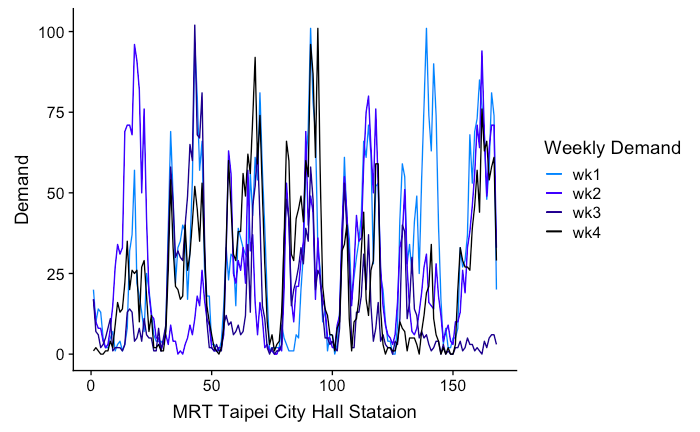 100
75
50
25
0
Demand
0 50 100 150
MRT Taipei City Hall Stataion
Weekly Demand
wk1
wk2
wk3
wk4